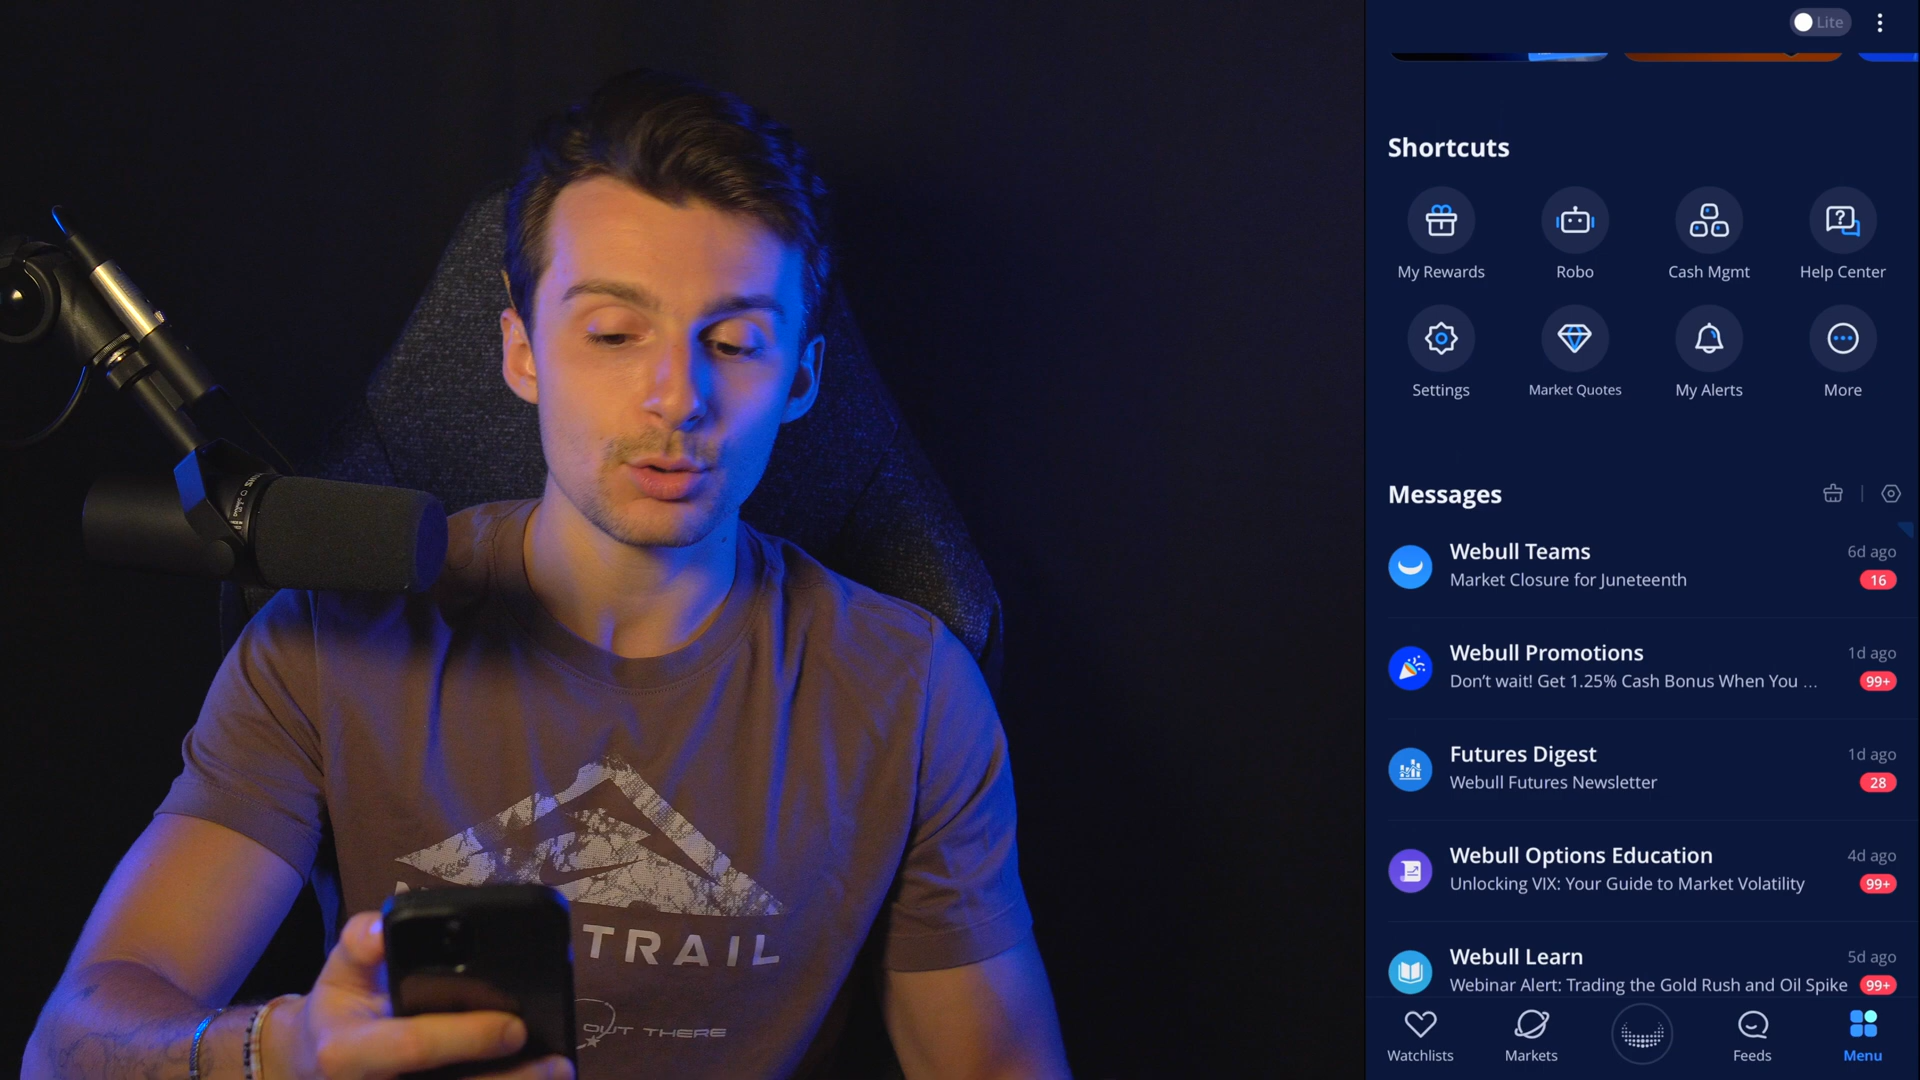 Lite
Shortcuts
My Rewards
Robo
Cash Mgmt
Help Center
Settings
Market Quotes
My Alerts
More
Messages
Webull Teams
6d ago
Market Closure for Juneteenth
16
Webull Promotions
1d ago
Don't wait! Get 1.25% Cash Bonus When You ...
99+
Futures Digest
1d ago
Webull Futures Newsletter
28
Webull Options Education
4d ago
Unlocking VIX: Your Guide to Market Volatility
99+
Webull Learn
5d ago
Webinar Alert: Trading the Gold Rush and Oil Spike
99+
Watchlists
Markets
Feeds
Menu
TRAIL
OUT THERE